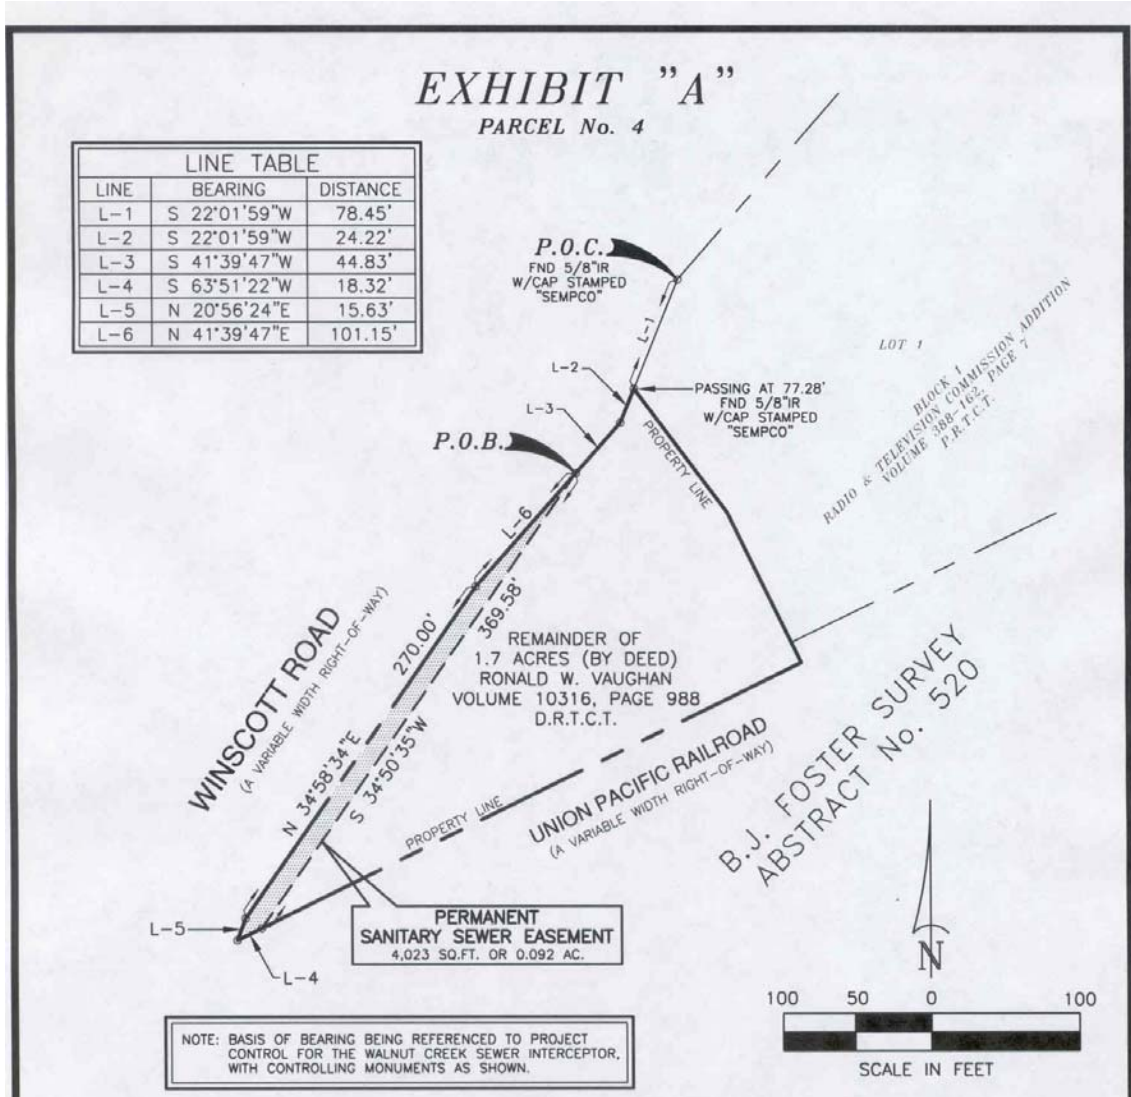 EXHIBIT "A"
PARCEL No. 4
LINE TABLE
LINE BEARING DISTANCE
L-1 S 22°01'59"W 78.45'
L-2 S 22°01'59"W 24.22'
L-3 S 41°39'47"W 44.83'
L-4 S 63°51'22"W 18.32'
L-5 N 20°56'24"E 15.63'
L-6 N 41°39'47"E 101.15'
P.O.C.
FND 5/8"IR
W/CAP STAMPED
"SEMPCO"
L-1
L-2
PASSING AT 77.28'
FND 5/8"IR
W/CAP STAMPED
"SEMPCO"
L-3
P.O.B.
PROPERTY LINE
LOT 1
BLOCK 1
RADIO & TELEVISION COMMISSION ADDITION
VOLUME 388-162, PAGE 7
P.R.T.C.T.
L-6
369.58'
270.00'
N 34°58'34"E
S 34°50'35"W
WINSCOTT ROAD
(A VARIABLE WIDTH RIGHT-OF-WAY)
REMAINDER OF
1.7 ACRES (BY DEED)
RONALD W. VAUGHAN
VOLUME 10316, PAGE 988
D.R.T.C.T.
PROPERTY LINE
UNION PACIFIC RAILROAD
(A VARIABLE WIDTH RIGHT-OF-WAY)
B.J. FOSTER SURVEY
ABSTRACT No. 520
L-5
L-4
PERMANENT
SANITARY SEWER EASEMENT
4,023 SQ.FT. OR 0.092 AC.
N
NOTE: BASIS OF BEARING BEING REFERENCED TO PROJECT
CONTROL FOR THE WALNUT CREEK SEWER INTERCEPTOR,
WITH CONTROLLING MONUMENTS AS SHOWN.
100 50 0 100
SCALE IN FEET